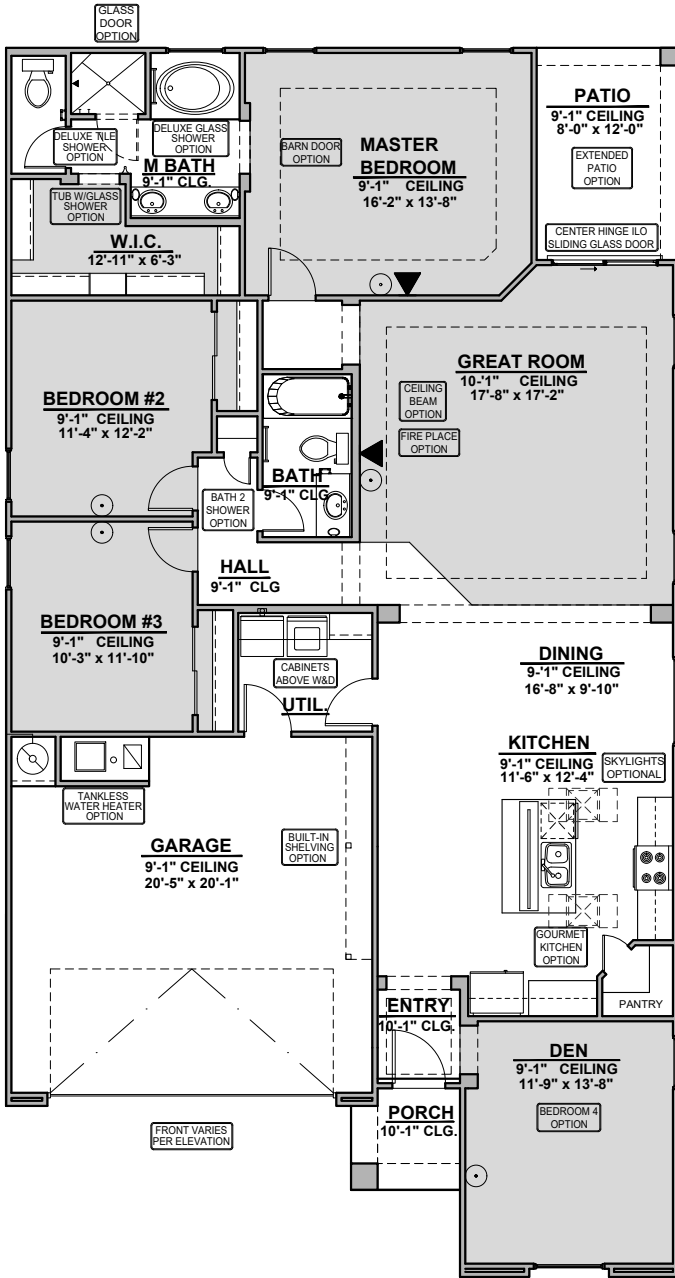 GLASS
DOOR
OPTION
DELUXE TILE
SHOWER
OPTION
DELUXE GLASS
SHOWER
OPTION
M BATH
9'-1" CLG.
TUB W/GLASS
SHOWER
OPTION
W.I.C.
12'-11" x 6'-3"
BARN DOOR
OPTION
MASTER
BEDROOM
9'-1" CEILING
16'-2" x 13'-8"
PATIO
9'-1" CEILING
8'-0" x 12'-0"
EXTENDED
PATIO
OPTION
CENTER HINGE ILO
SLIDING GLASS DOOR
BEDROOM #2
9'-1" CEILING
11'-4" x 12'-2"
GREAT ROOM
10-'1" CEILING
17'-8" x 17'-2"
CEILING
BEAM
OPTION
FIRE PLACE
OPTION
BATH
9'-1" CLG
BATH 2
SHOWER
OPTION
HALL
9'-1" CLG
BEDROOM #3
9'-1" CEILING
10'-3" x 11'-10"
CABINETS
ABOVE W&D
UTIL.
DINING
9-'1" CEILING
16'-8" x 9'-10"
KITCHEN
9'-1" CEILING
11'-6" x 12'-4"
SKYLIGHTS
OPTIONAL
TANKLESS
WATER HEATER
OPTION
GARAGE
9'-1" CEILING
20'-5" x 20'-1"
BUILT-IN
SHELVING
OPTION
GOURMET
KITCHEN
OPTION
PANTRY
ENTRY
10'-1" CLG.
DEN
9'-1" CEILING
11'-9" x 13'-8"
BEDROOM 4
OPTION
PORCH
10'-1" CLG.
FRONT VARIES
PER ELEVATION